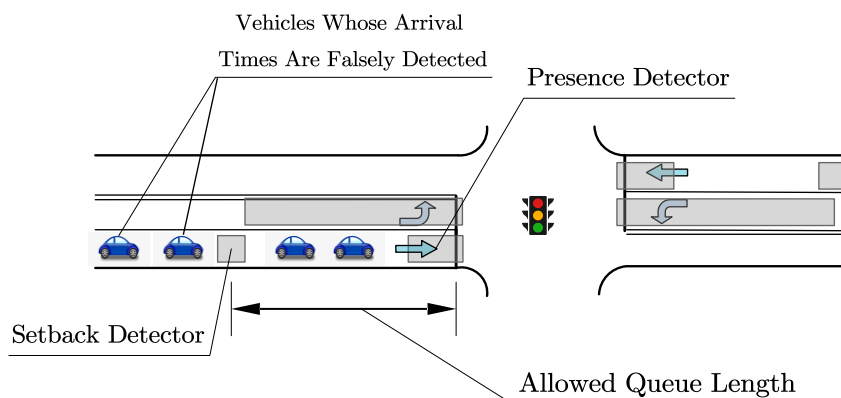 Vehicles Whose Arrival
Times Are Falsely Detected
Presence Detector
Setback Detector
Allowed Queue Length